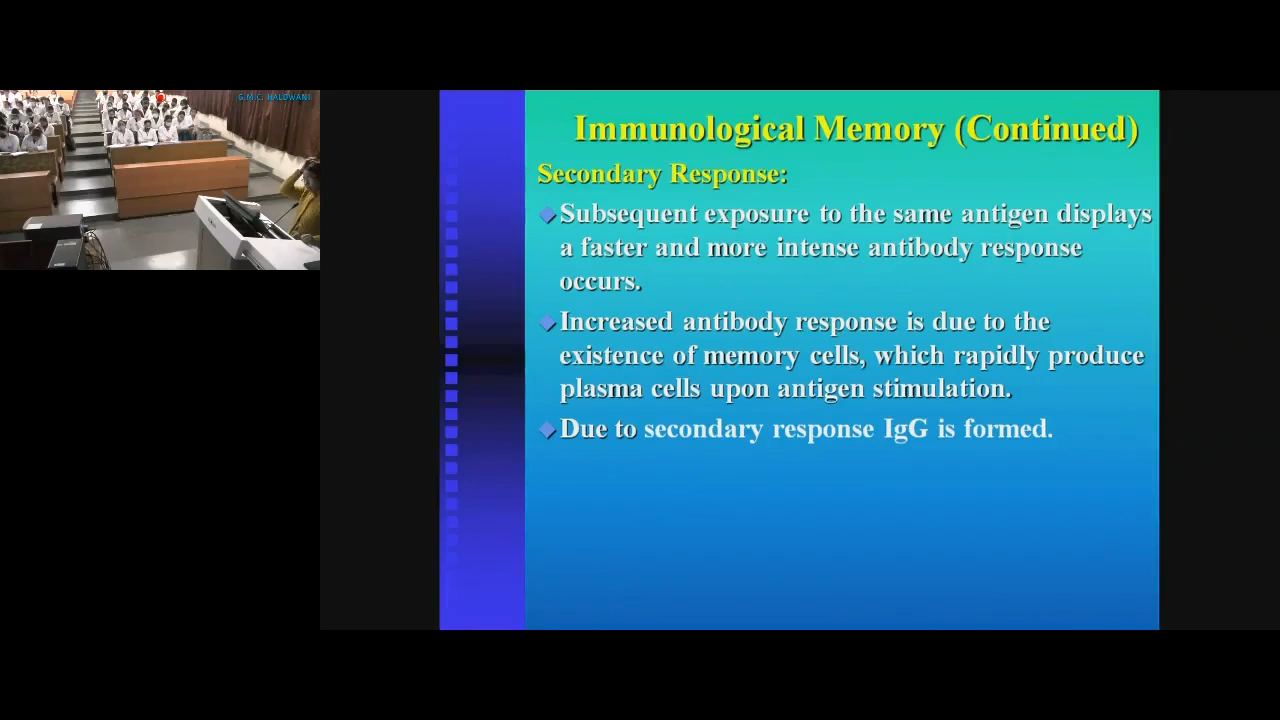 G.M.C. HALDWANI
Immunological Memory (Continued)
Secondary Response:
Subsequent exposure to the same antigen displays
a faster and more intense antibody response
occurs.
Increased antibody response is due to the
existence of memory cells, which rapidly produce
plasma cells upon antigen stimulation.
Due to secondary response IgG is formed.